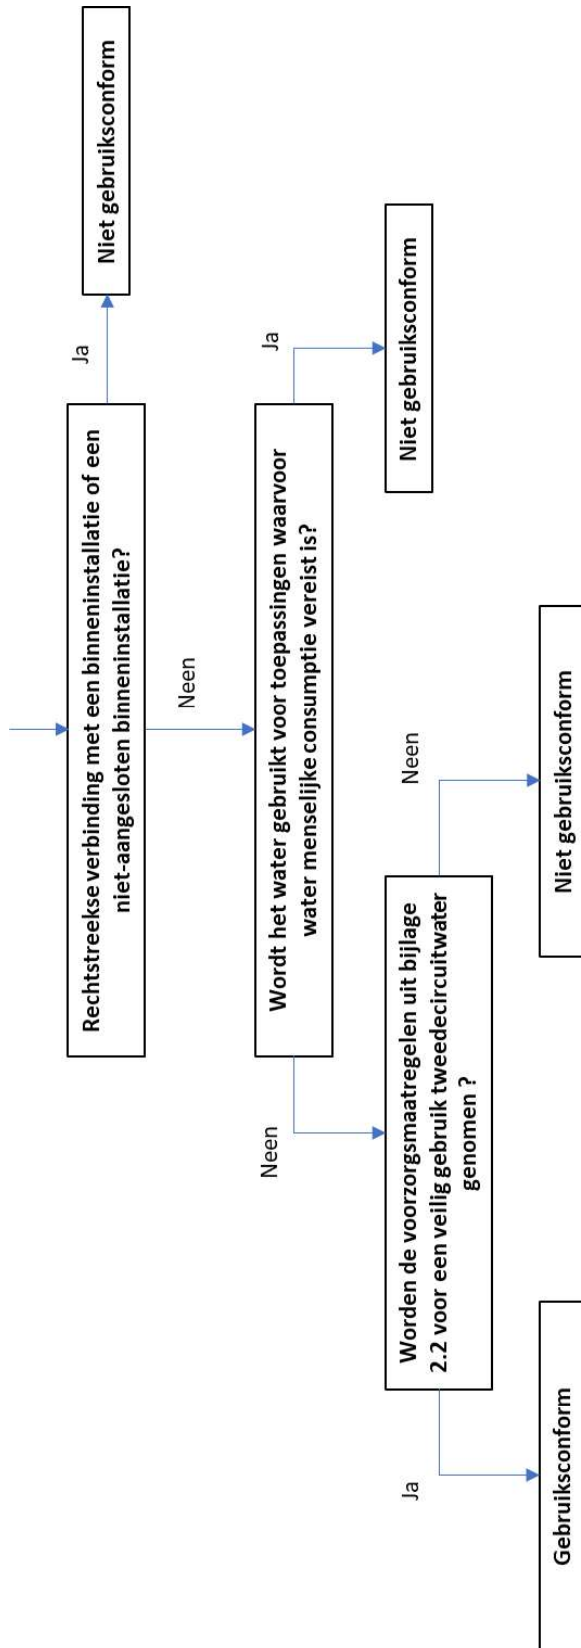 Rechtstreekse verbinding met een binneninstallatie of een
niet-aangesloten binneninstallatie?
Ja
Niet gebruiksconform
Neen
Wordt het water gebruikt voor toepassingen waarvoor
water menselijke consumptie vereist is?
Ja
Niet gebruiksconform
Neen
Worden de voorzorgsmaatregelen uit bijlage
2.2 voor een veilig gebruik tweedecircuitwater
genomen ?
Neen
Niet gebruiksconform
Ja
Gebruiksconform